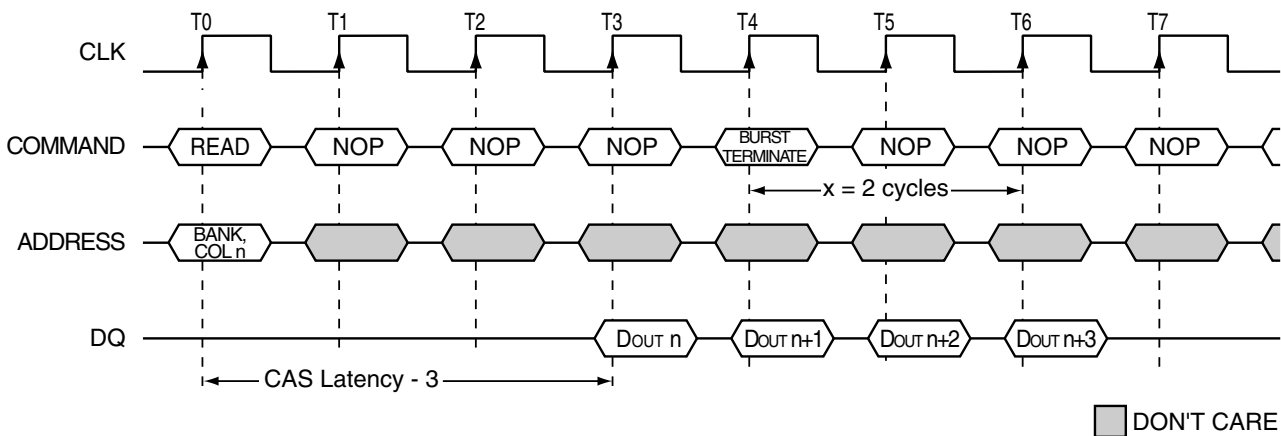 T0 T1 T2 T3 T4 T5 T6 T7
CLK
COMMAND READ NOP NOP NOP BURST TERMINATE NOP NOP NOP
x = 2 cycles
ADDRESS BANK, COL n
DQ DOUT n DOUT n+1 DOUT n+2 DOUT n+3
CAS Latency - 3
DON'T CARE